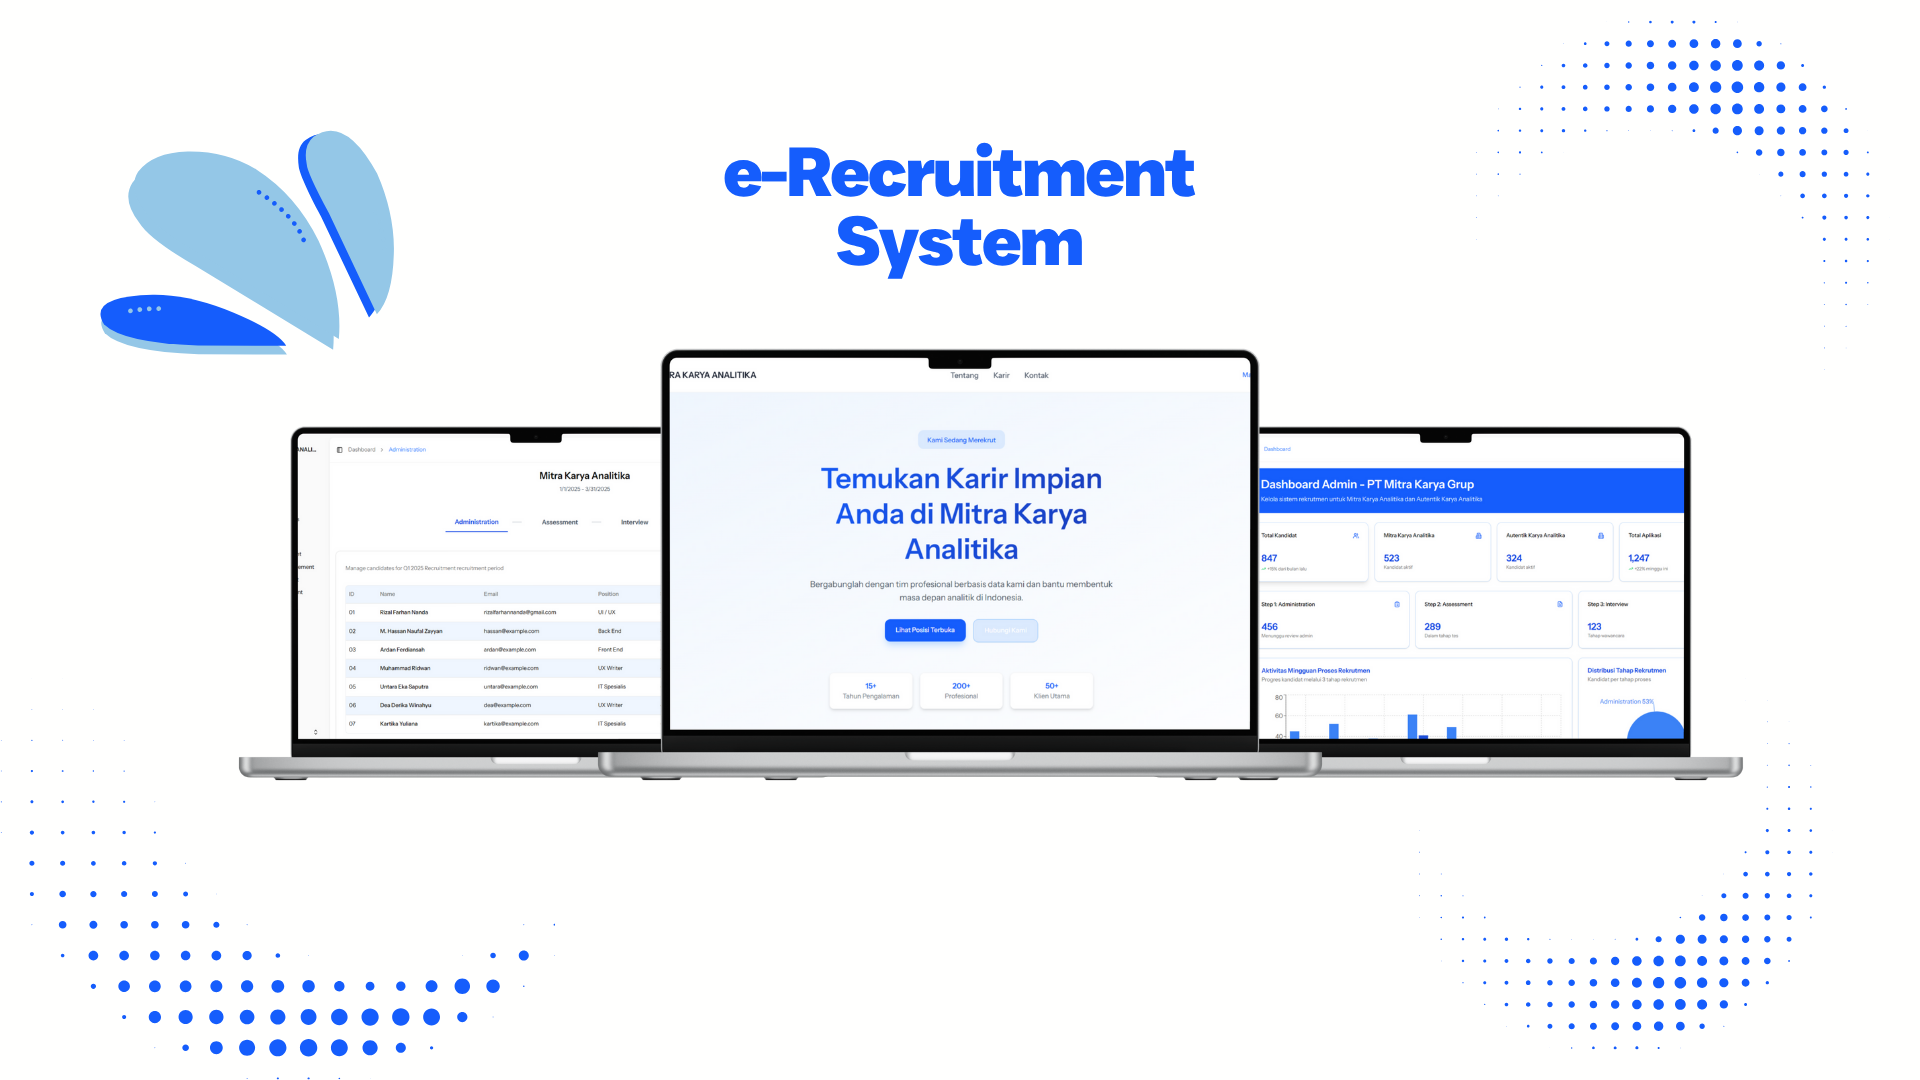 e-Recruitment
System
ANALI...
Dashboard > Administration
Mitra Karya Analitika
1/1/2025 - 3/31/2025
Administration Assessment Interview
Manage candidates for Q1 2025 Recruitment recruitment period
ID Name Email Position
01 Rizal Farhan Nanda rizalfarhannanda@gmail.com UI / UX
02 M. Hassan Naufal Zayyan hassan@example.com Back End
03 Ardan Ferdiansah ardan@example.com Front End
04 Muhammad Ridwan ridwan@example.com UX Writer
05 Untara Eka Saputra untara@example.com IT Spesialis
06 Dea Derika Winahyu dea@example.com UX Writer
07 Kartika Yuliana kartika@example.com IT Spesialis
RA KARYA ANALITIKA Tentang Karir Kontak
Kami Sedang Merekrut
Temukan Karir Impian
Anda di Mitra Karya
Analitika
Bergabunglah dengan tim profesional berbasis data kami dan bantu membentuk
masa depan analitik di Indonesia.
Lihat Posisi Terbuka Hubungi Kami
15+ 200+ 50+
Tahun Pengalaman Profesional Klien Utama
Dashboard
Dashboard Admin - PT Mitra Karya Grup
Kelola sistem rekrutmen untuk Mitra Karya Analitika dan Autentik Karya Analitika
Total Kandidat Mitra Karya Analitika Autentik Karya Analitika Total Aplikasi
847 523 324 1,247
+15% dari bulan lalu Kandidat aktif Kandidat aktif +22% minggu ini
Step 1: Administration Step 2: Assessment Step 3: Interview
456 289 123
Menunggu review admin Dalam tahap tes Tahap wawancara
Aktivitas Mingguan Proses Rekrutmen
Progres kandidat melalui 3 tahap rekrutmen
80
60
40
Distribusi Tahap Rekrutmen
Kandidat per tahap proses
Administration 53%